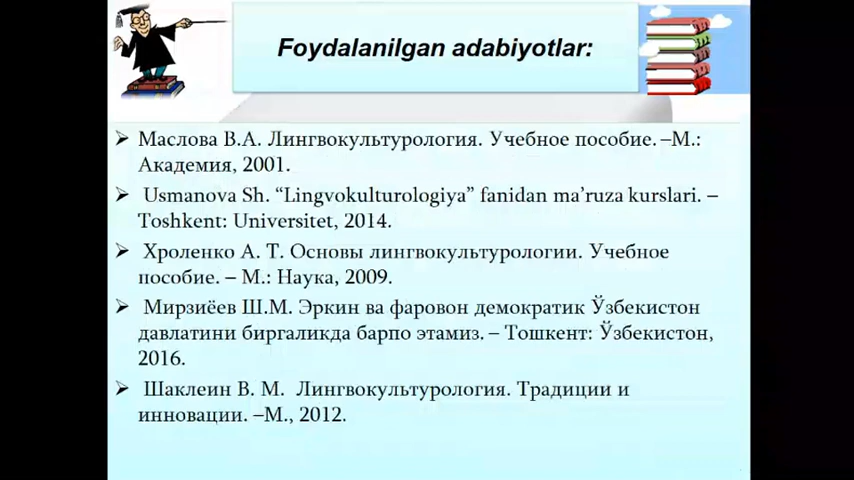 Foydalanilgan adabiyotlar:
Маслова В.А. Лингвокультурология. Учебное пособие. –М.:
Академия, 2001.
Usmanova Sh. “Lingvokulturologiya” fanidan ma’ruza kurslari. –
Toshkent: Universitet, 2014.
Хроленко А. Т. Основы лингвокультурологии. Учебное
пособие. – М.: Наука, 2009.
Мирзиёев Ш.М. Эркин ва фаровон демократик Ўзбекистон
давлатини биргаликда барпо этамиз. – Тошкент: Ўзбекистон,
2016.
Шаклеин В. М. Лингвокультурология. Традиции и
инновации. –М., 2012.